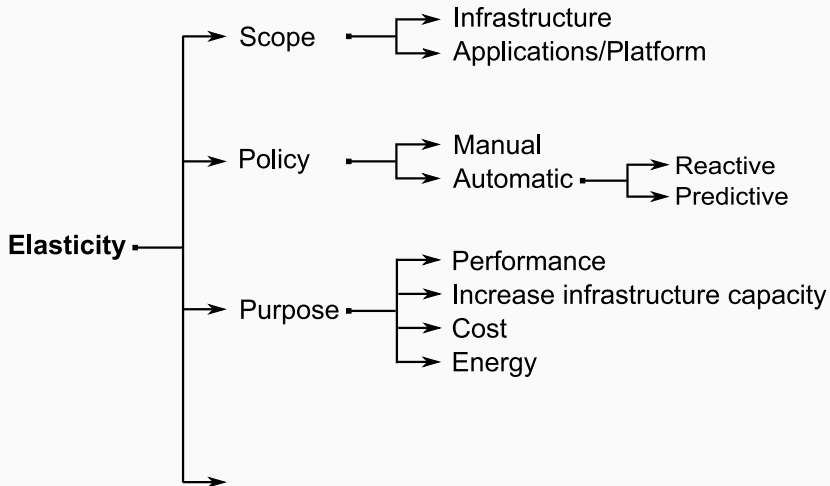 Elasticity
Scope
Infrastructure
Applications/Platform
Policy
Manual
Automatic
Reactive
Predictive
Purpose
Performance
Increase infrastructure capacity
Cost
Energy